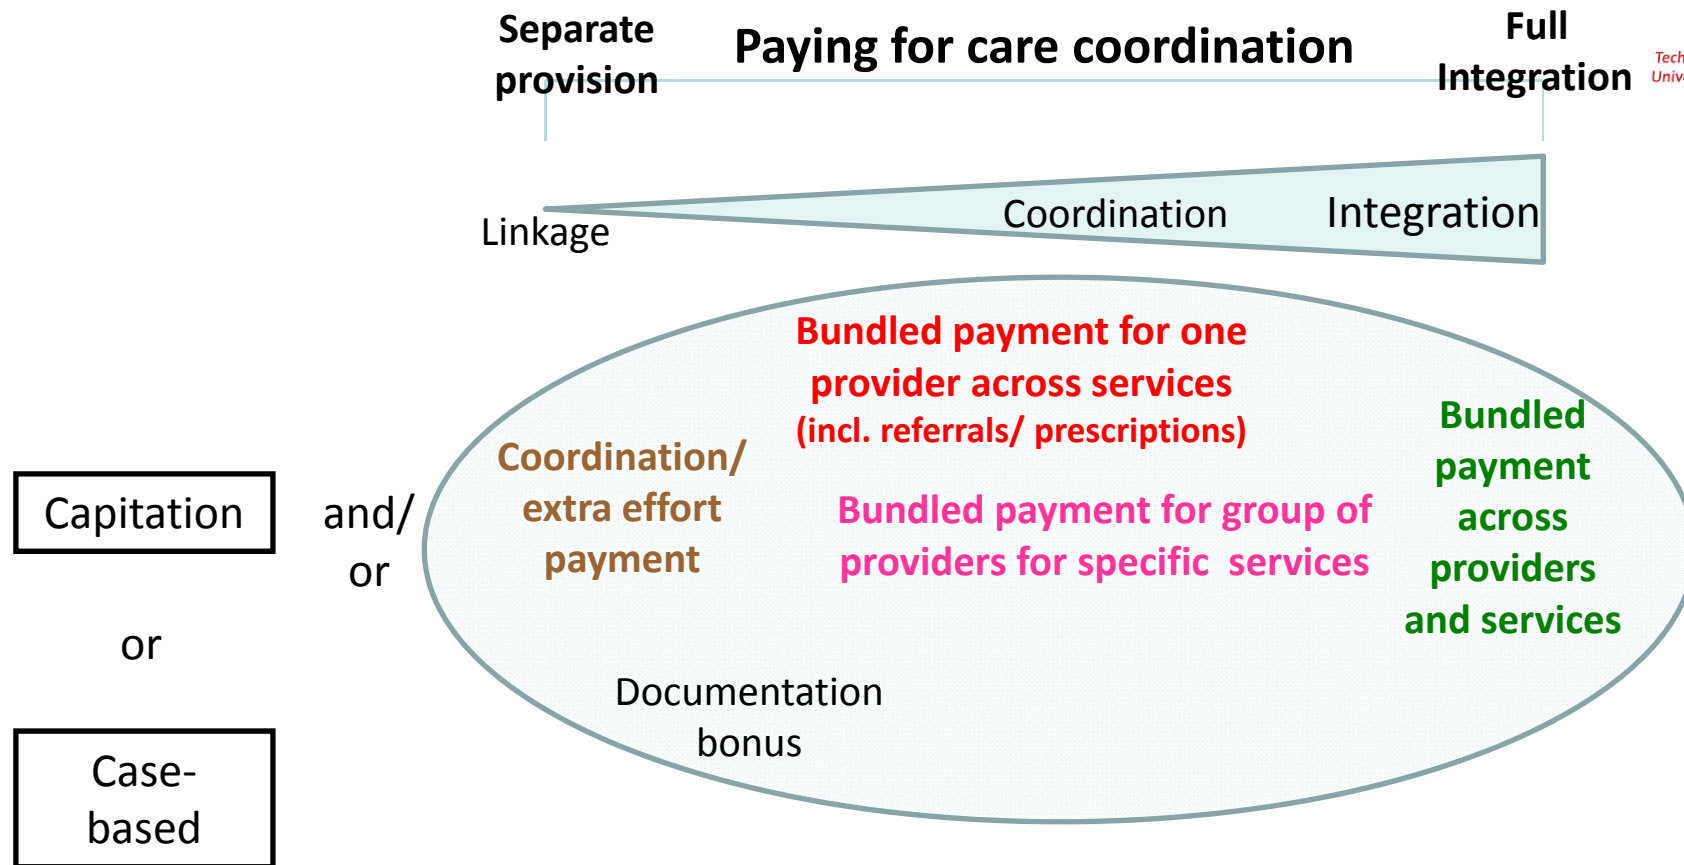 Separate
provision
Paying for care coordination
Full
Integration
Tech
Unive
Linkage
Coordination
Integration
Bundled payment for one
provider across services
(incl. referrals/ prescriptions)
Coordination/
extra effort
payment
Bundled payment for group of
providers for specific services
Bundled
payment
across
providers
and services
Capitation
and/
or
or
Documentation
bonus
Case-
based